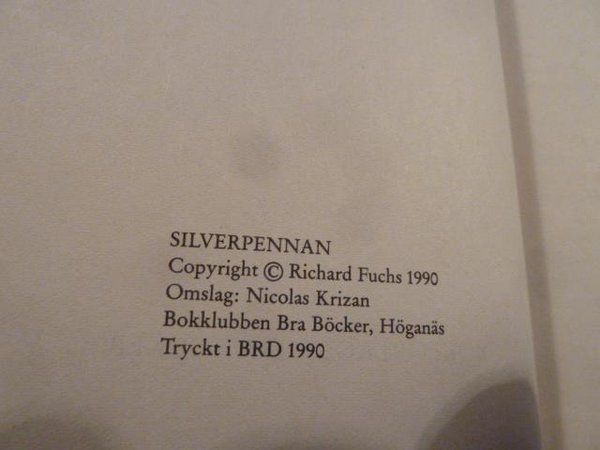 SILVERPENNAN
Copyright © Richard Fuchs 1990
Omslag: Nicolas Krizan
Bokklubben Bra Böcker, Höganäs
Tryckt i BRD 1990